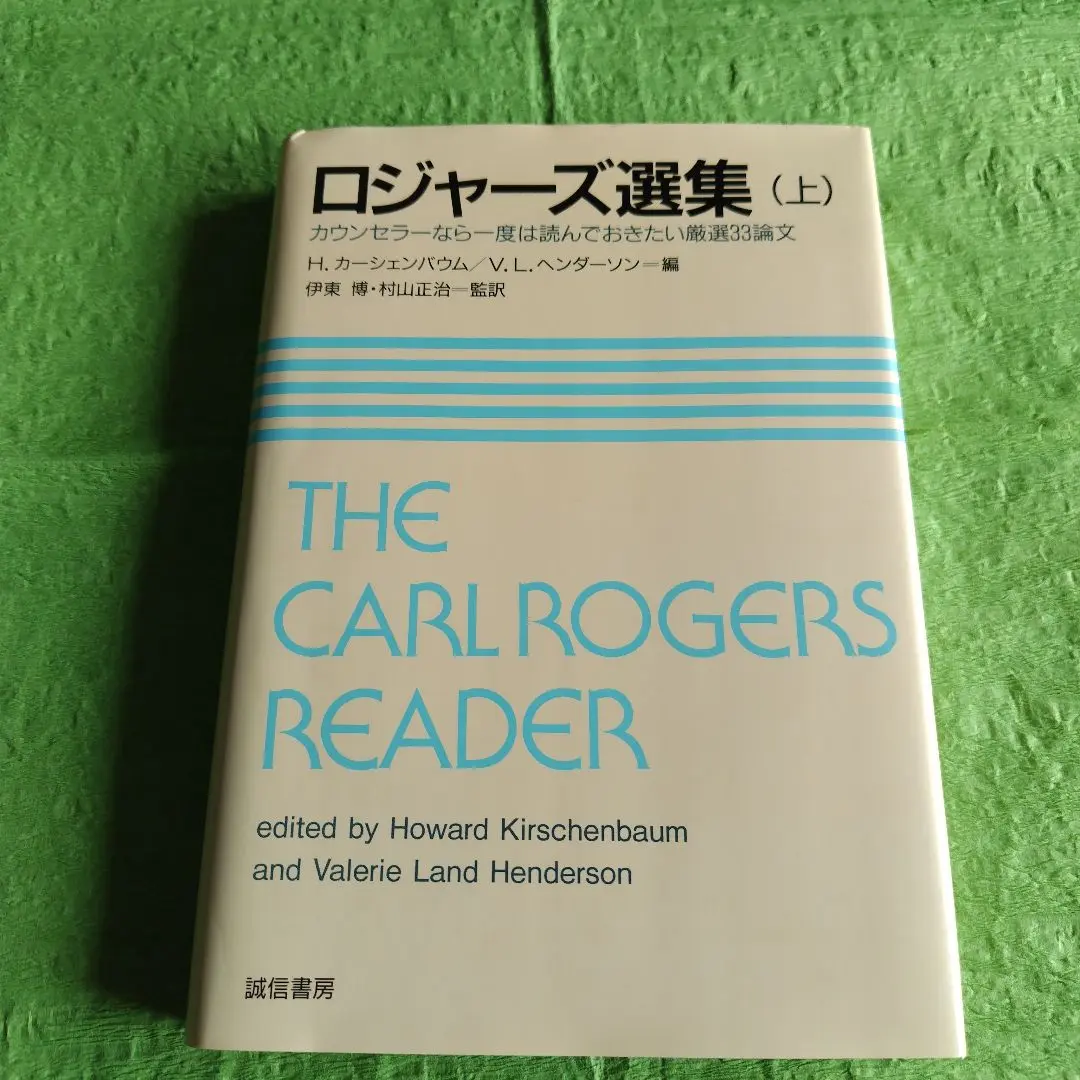 ロジャーズ選集(上)
カウンセラーなら一度は読んでおきたい厳選33論文
H.カーシェンバウム/V.L.ヘンダーソン=編
伊東 博・村山正治=監訳
THE
CARL ROGERS
READER
edited by Howard Kirschenbaum
and Valerie Land Henderson
誠信書房